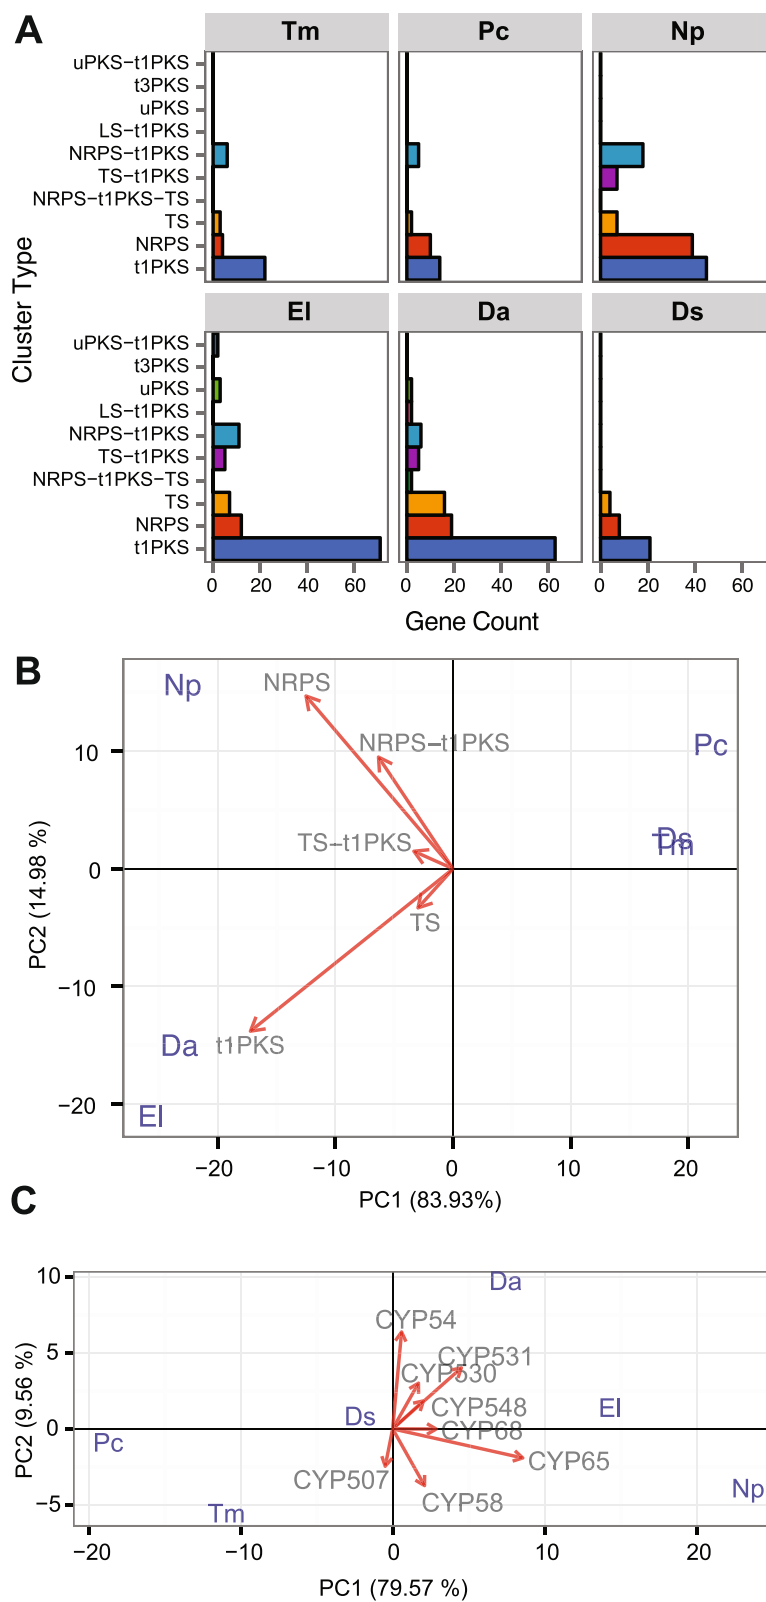 A
Tm Pc Np
uPKS−t1PKS
t3PKS
uPKS
LS−t1PKS
NRPS−t1PKS
TS−t1PKS
NRPS−t1PKS−TS
TS
NRPS
t1PKS
Cluster Type
El Da Ds
uPKS−t1PKS
t3PKS
uPKS
LS−t1PKS
NRPS−t1PKS
TS−t1PKS
NRPS−t1PKS−TS
TS
NRPS
t1PKS
0 20 40 60 0 20 40 60 0 20 40 60
Gene Count
B
Np
NRPS
NRPS−t1PKS
Pc
TS−t1PKS
Ds
Tm
TS
Da
t1PKS
El
10
0
−10
−20
PC2 (14.98 %)
−20 −10 0 10 20
PC1 (83.93%)
C
10
5
0
−5
PC2 (9.56 %)
Da
CYP54
CYP531
CYP530
CYP548
El
Ds
CYP68
Pc
CYP65
CYP507
Np
CYP58
Tm
−20 −10 0 10 20
PC1 (79.57 %)